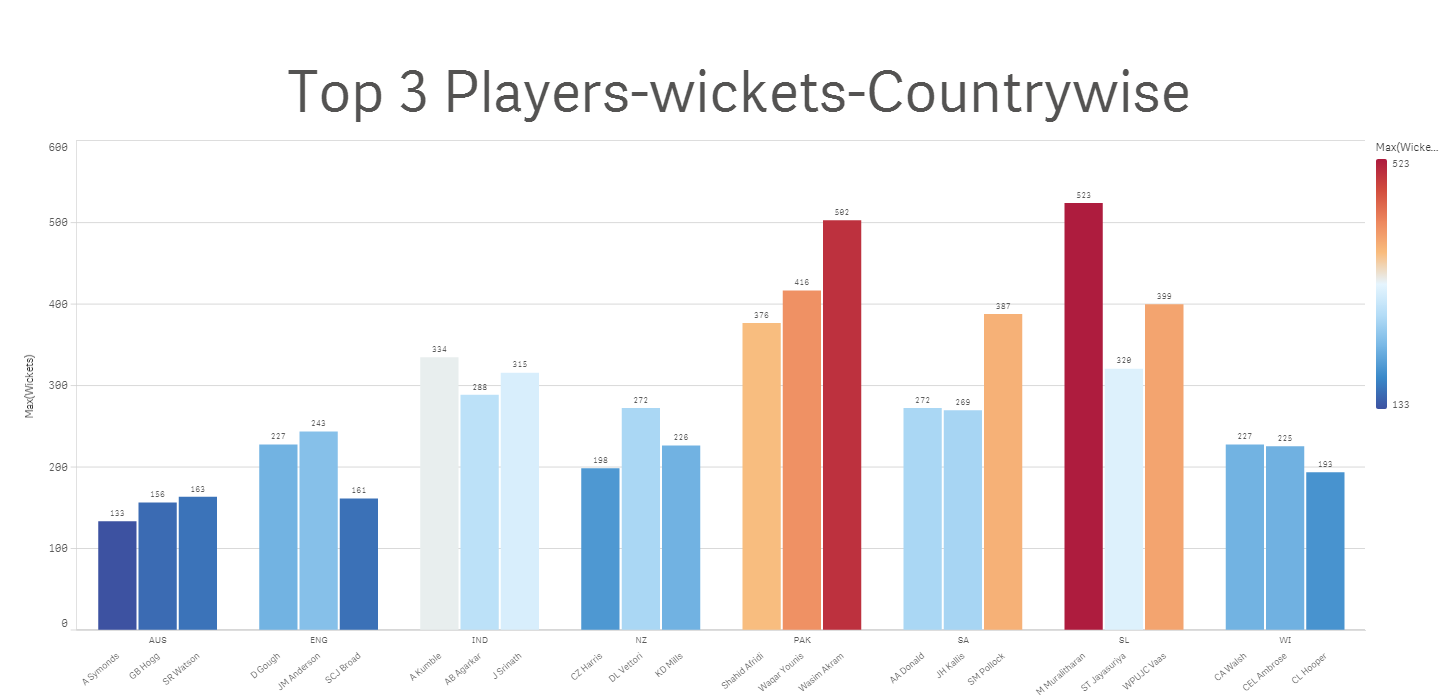 Top 3 Players-wickets-Countrywise
Max(Wicke...
523
133
Max(Wickets)
600
500
400
300
200
100
0
133
156
163
227
243
161
334
288
315
198
272
226
376
416
502
272
269
387
523
320
399
227
225
193
AUS
ENG
IND
NZ
PAK
SA
SL
WI
A Symonds
GB Hogg
SR Watson
D Gough
JM Anderson
SCJ Broad
A Kumble
AB Agarkar
J Srinath
CZ Harris
DL Vettori
KD Mills
Shahid Afridi
Waqar Younis
Wasim Akram
AA Donald
JH Kallis
SM Pollock
M Muralitharan
ST Jayasuriya
WPUJC Vaas
CA Walsh
CEL Ambrose
CL Hooper